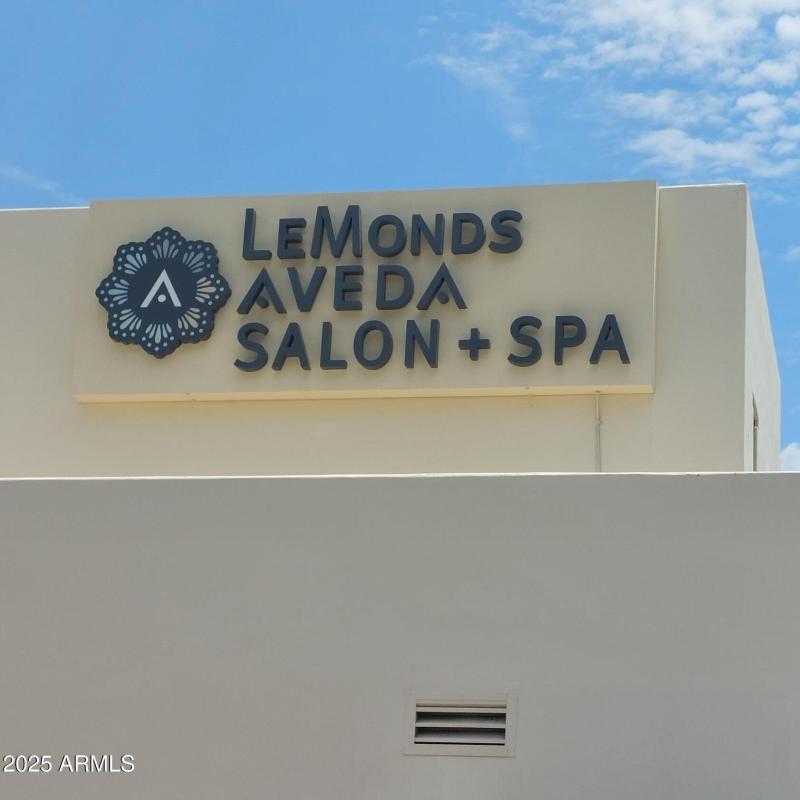 LEMONDS
AVEDA
SALON + SPA
2025 ARMLS